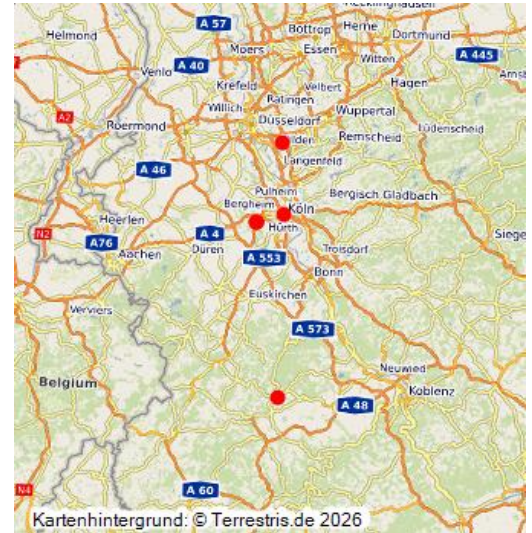 Recklinghausen
A 57
Bottrop
Herne
Dortmund
Helmond
Moers
Essen
Witten
A 445
A 40
Venlo
Krefeld
Velbert
Hagen
Willich
Ratingen
A2
Düsseldorf
Wuppertal
Roermond
Remscheid
Lüdenscheid
Langenfeld
A 46
Pulheim
Bergheim
Bergisch Gladbach
Köln
Heerlen
N2
A76
A 4
Hürth
Aachen
Düren
A 553
Troisdorf
Bonn
Euskirchen
Verviers
A 573
Neuwied
Belgium
Koblenz
A 48
N4
A 60
Kartenhintergrund: © Terrestris.de 2026